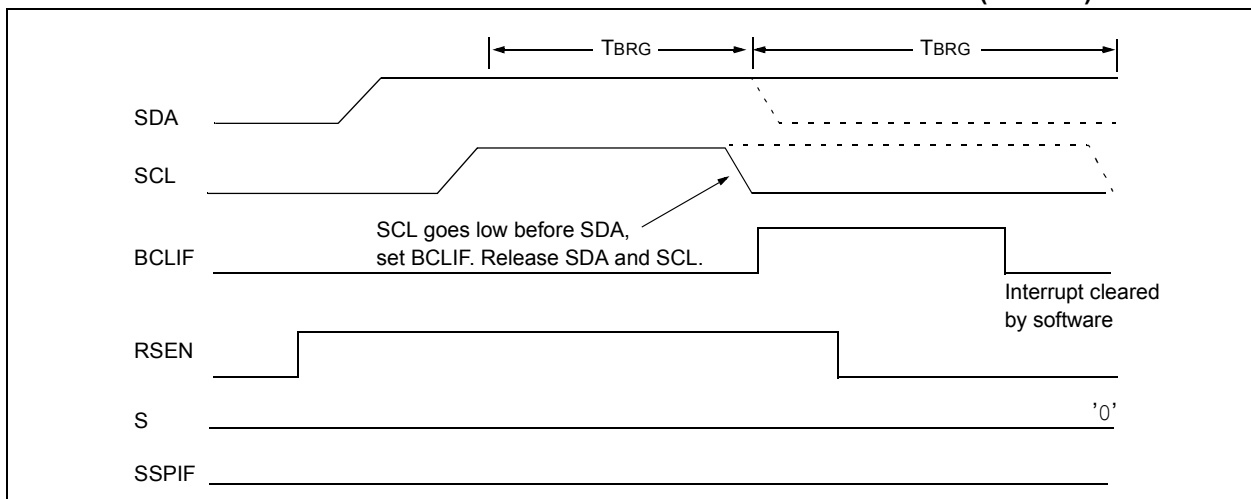 TBRG TBRG
SDA
SCL
SCL goes low before SDA,
set BCLIF. Release SDA and SCL.
BCLIF
Interrupt cleared
by software
RSEN
S '0'
SSPIF